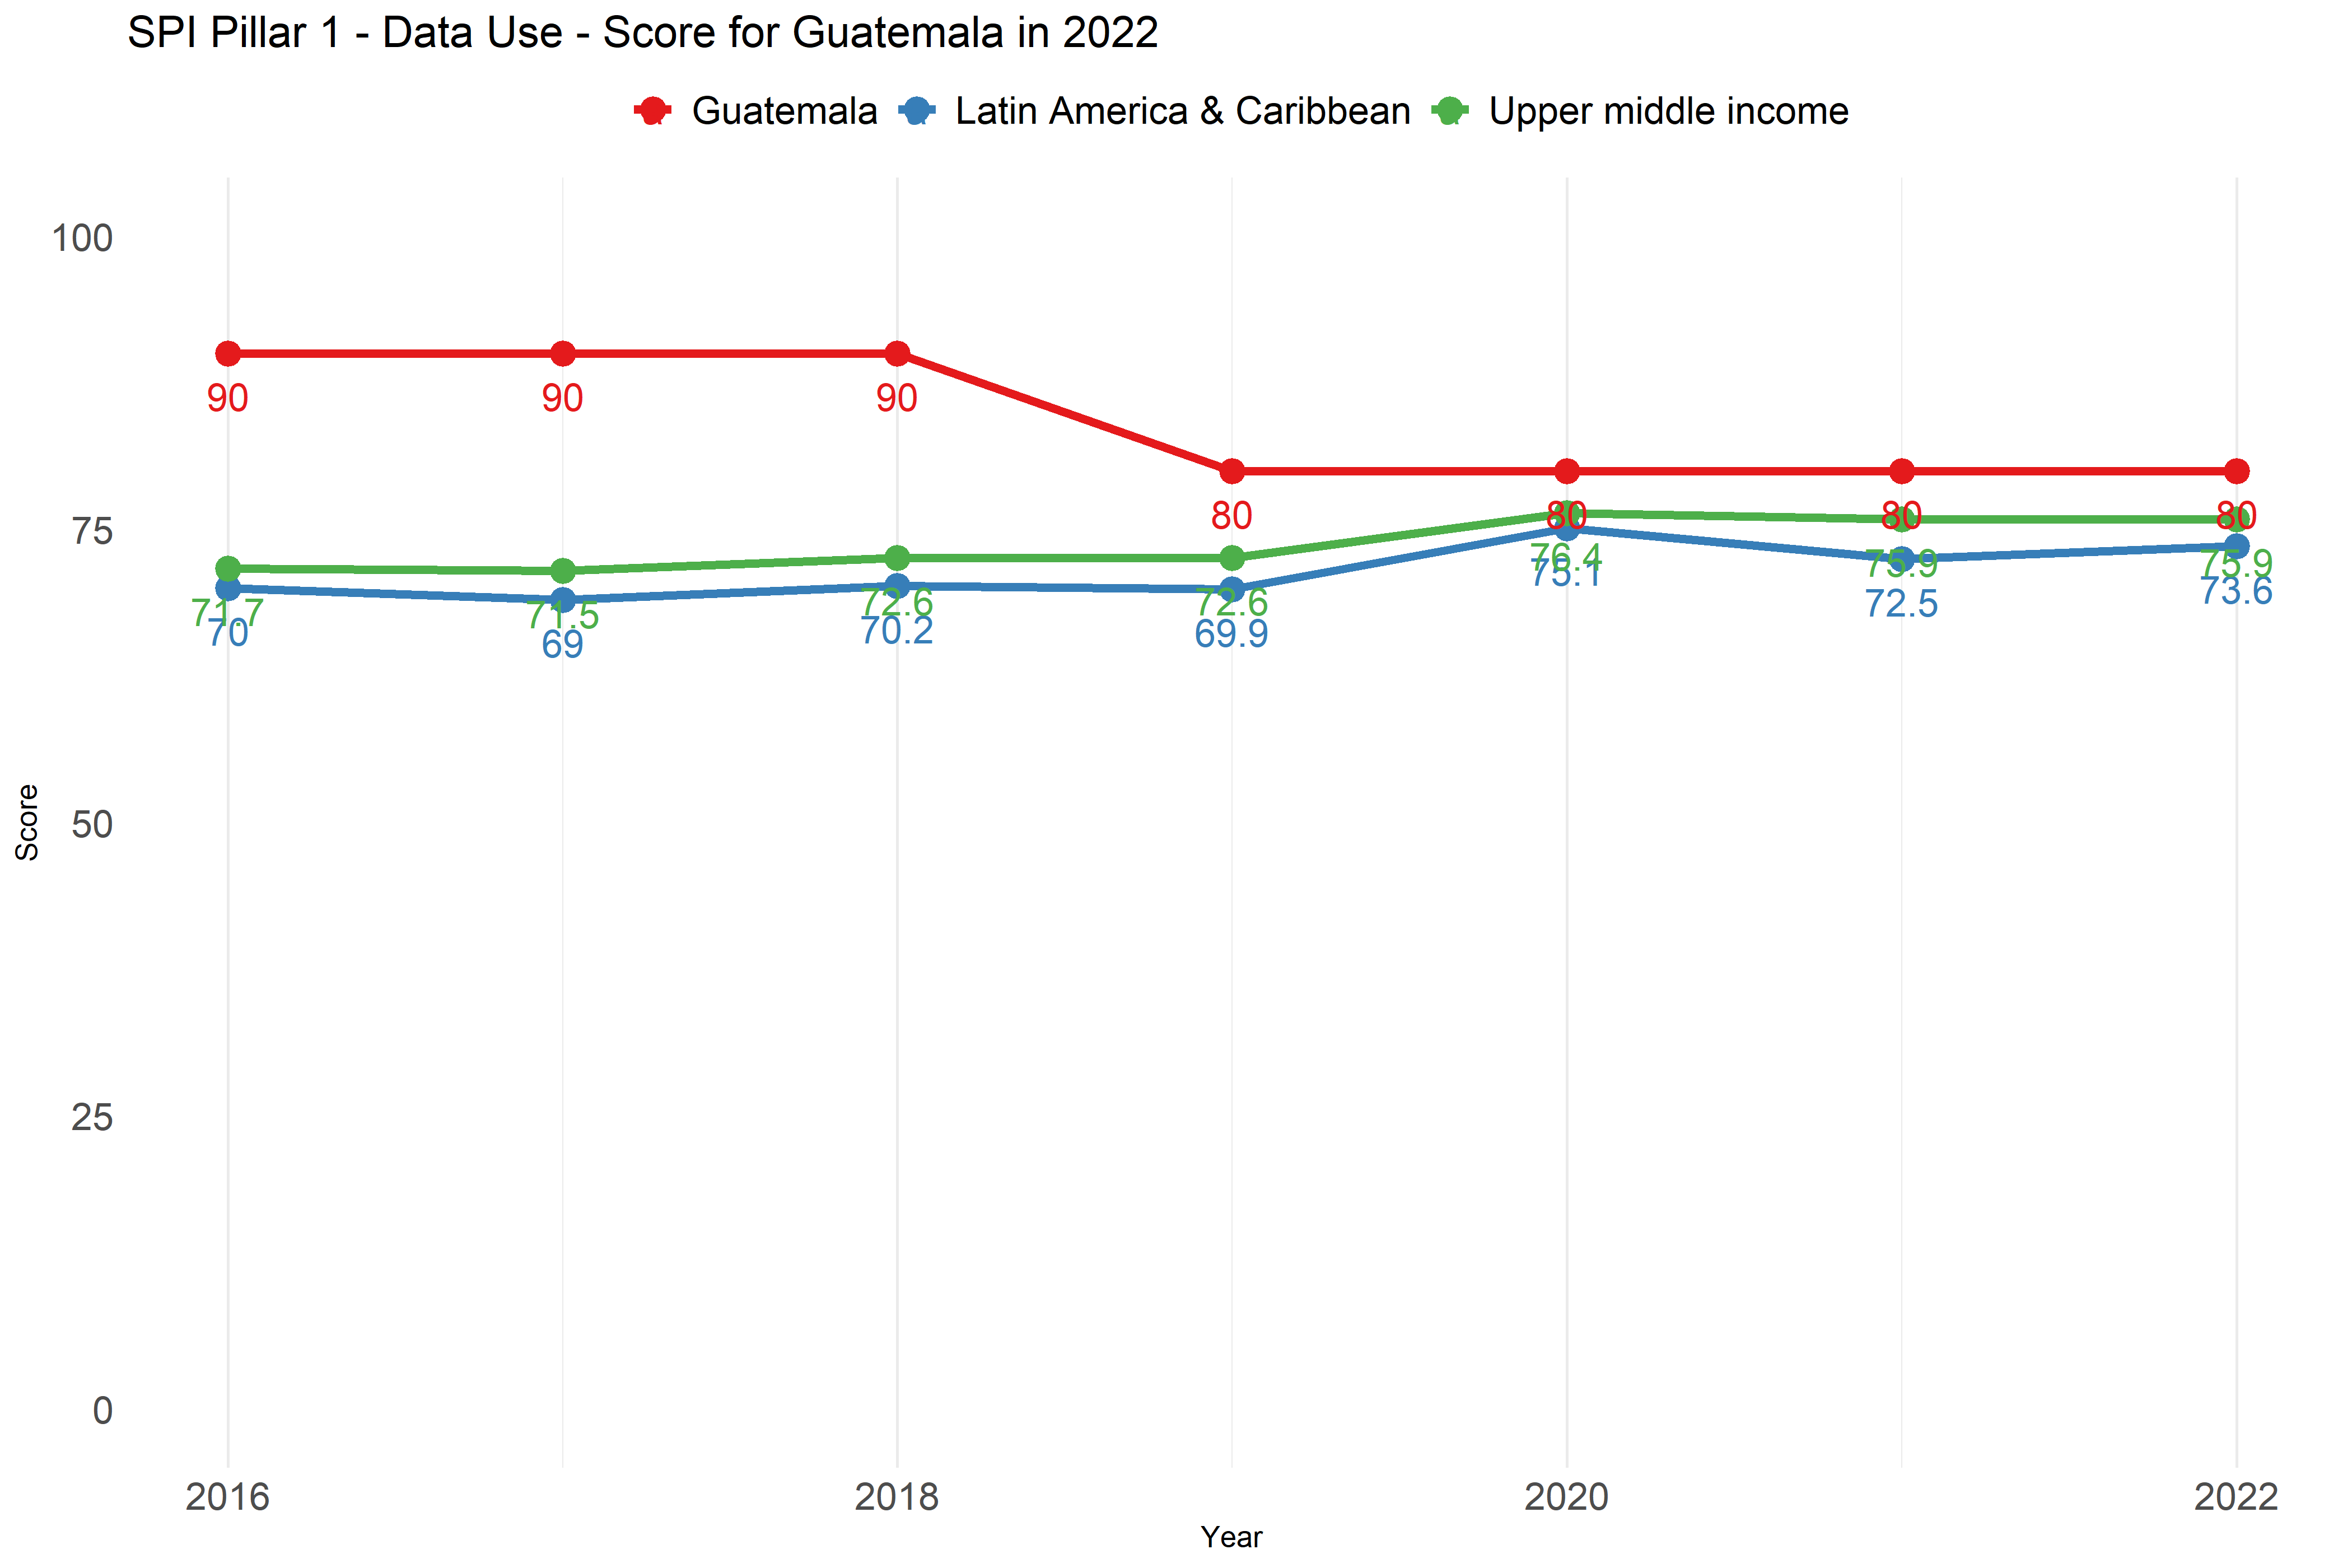 SPI Pillar 1 - Data Use - Score for Guatemala in 2022
Guatemala Latin America & Caribbean Upper middle income
100
75
50
25
0
Score
90 90 90 80 80 80 80
71.7 71.5 72.6 72.6 76.4 75.9 75.9
70 69 70.2 69.9 75.1 72.5 73.6
2016 2018 2020 2022
Year